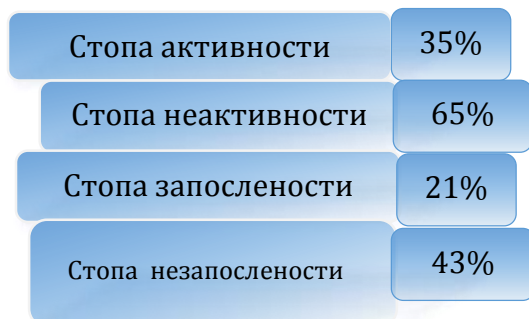 Стопа активности 35%
Стопа неактивности 65%
Стопа запослености 21%
Стопа незапослености 43%